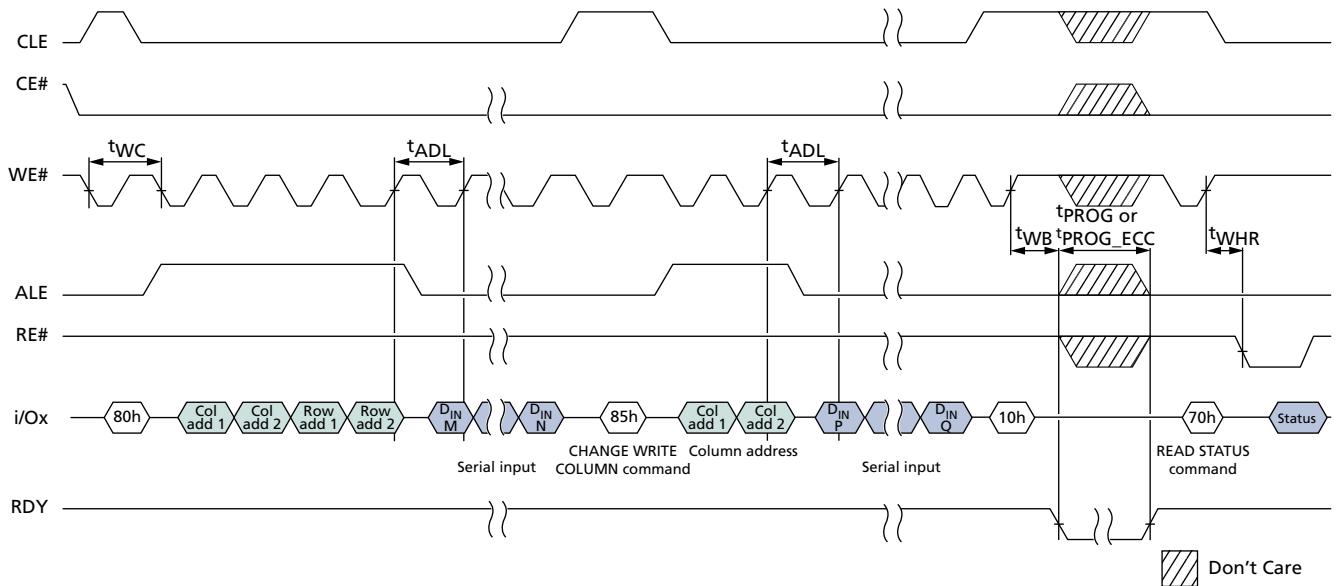 CLE
CE#
tWC
tADL
tADL
WE#
tPROG or
tWB
tPROG_ECC
tWHR
ALE
RE#
i/Ox
80h
Col
add 1
Col
add 2
Row
add 1
Row
add 2
DIN
M
DIN
N
85h
Col
add 1
Col
add 2
DIN
P
DIN
Q
10h
70h
Status
Serial input
CHANGE WRITE
COLUMN command
Column address
Serial input
READ STATUS
command
RDY
Don't Care